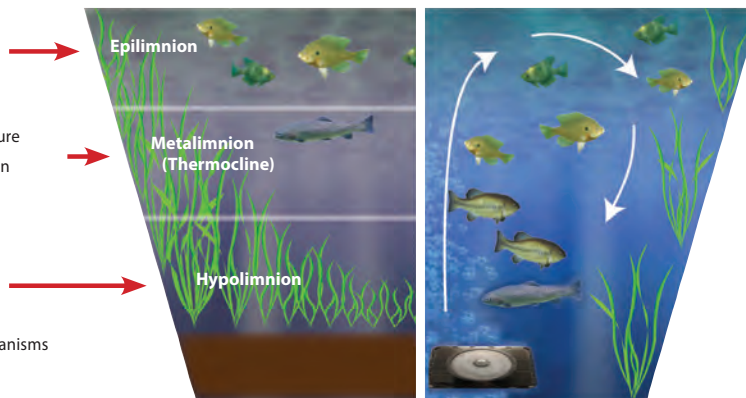 Epilimnion
ure
Metalimnion
(Thermocline)
n
Hypolimnion
anisms